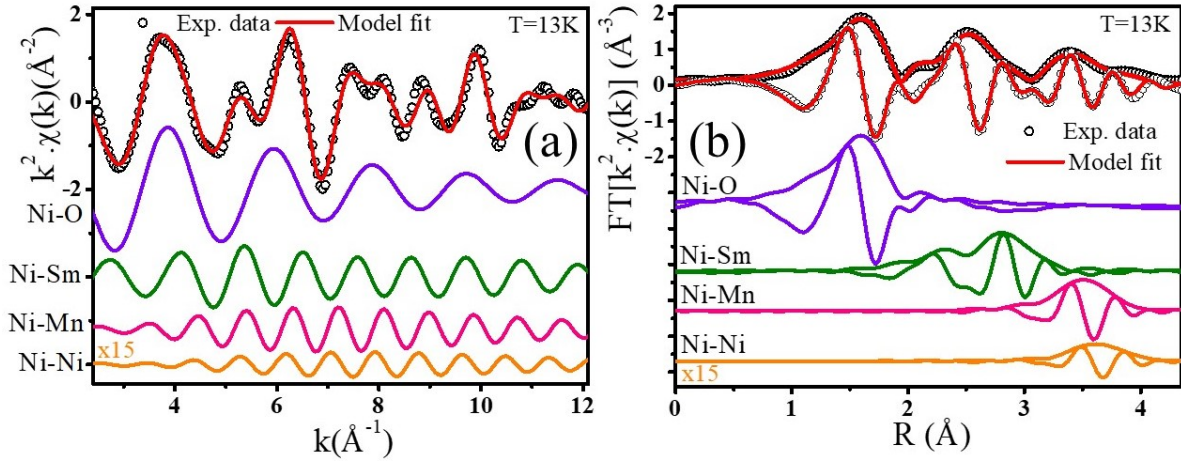 Exp. data Model fit T=13K
k².χ(k)(Å⁻²)
2
0
-2
(a)
Ni-O
Ni-Sm
Ni-Mn
Ni-Ni
x15
4 6 8 10 12
k(Å⁻¹)
T=13K
FT[k².χ(k)] (Å⁻³)
2
1
0
-1
-2
Exp. data
Model fit
(b)
Ni-O
Ni-Sm
Ni-Mn
Ni-Ni
x15
0 1 2 3 4
R (Å)